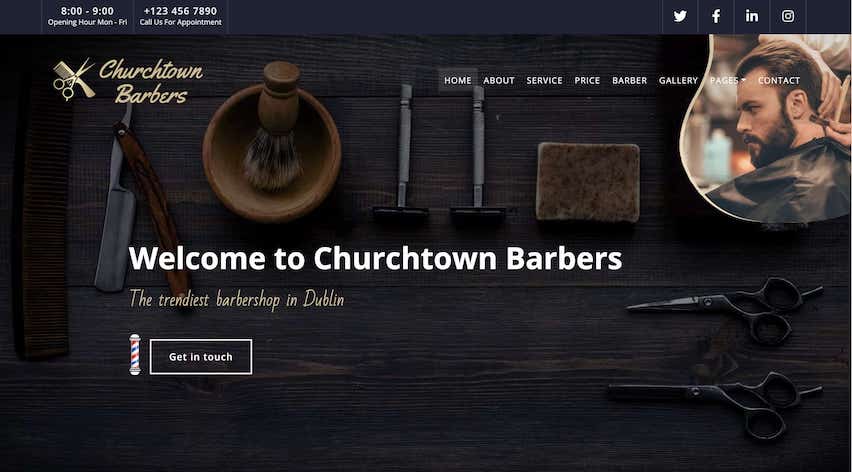 8:00 - 9:00
Opening Hour Mon - Fri
+123 456 7890
Call Us For Appointment
Churchtown
Barbers
HOME ABOUT SERVICE PRICE BARBER GALLERY PAGES CONTACT
Welcome to Churchtown Barbers
The trendiest barbershop in Dublin
Get in touch